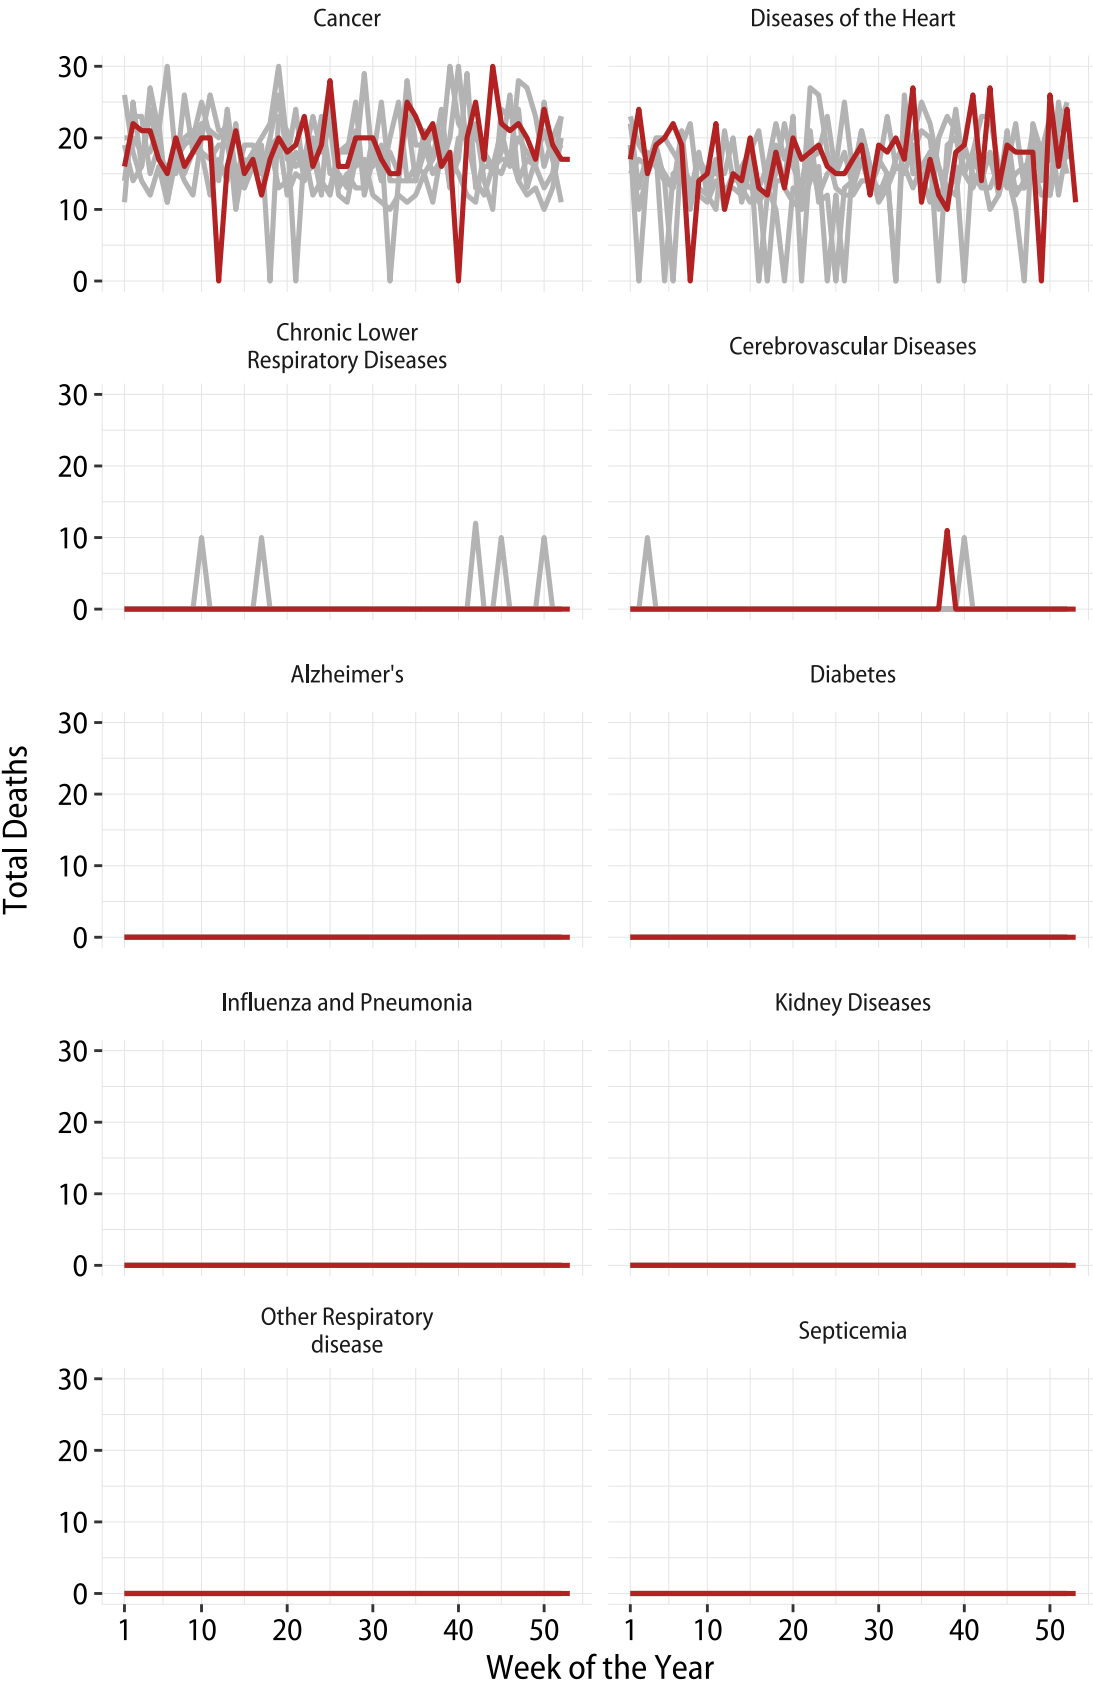 Cancer
Diseases of the Heart
30
20
10
0
Chronic Lower
Respiratory Diseases
Cerebrovascular Diseases
30
20
10
0
Alzheimer's
Diabetes
30
20
10
0
Influenza and Pneumonia
Kidney Diseases
30
20
10
0
Other Respiratory
disease
Septicemia
30
20
10
0
1 10 20 30 40 50
1 10 20 30 40 50
Total Deaths
Week of the Year